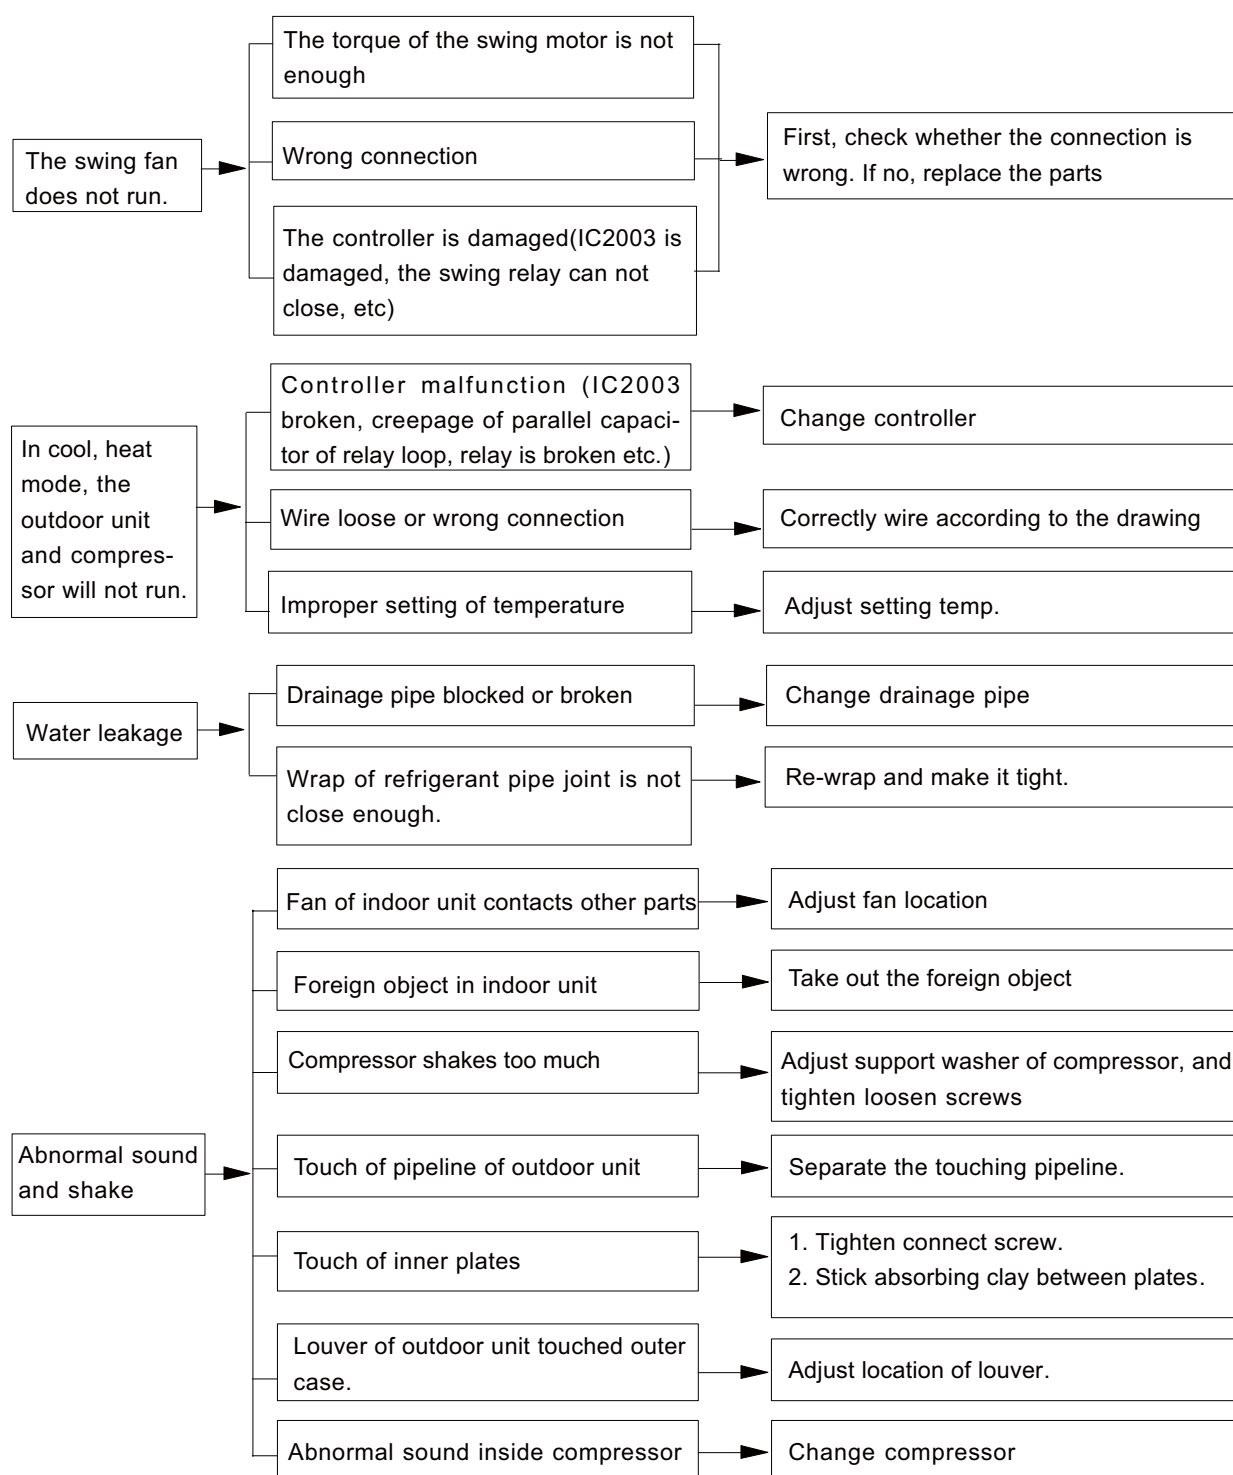 The swing fan
does not run.
The torque of the swing motor is not
enough
Wrong connection
The controller is damaged(IC2003 is
damaged, the swing relay can not
close, etc)
First, check whether the connection is
wrong. If no, replace the parts
In cool, heat
mode, the
outdoor unit
and compres-
sor will not run.
Controller malfunction (IC2003
broken, creepage of parallel capaci-
tor of relay loop, relay is broken etc.)
Change controller
Wire loose or wrong connection
Correctly wire according to the drawing
Improper setting of temperature
Adjust setting temp.
Water leakage
Drainage pipe blocked or broken
Change drainage pipe
Wrap of refrigerant pipe joint is not
close enough.
Re-wrap and make it tight.
Abnormal sound
and shake
Fan of indoor unit contacts other parts
Adjust fan location
Foreign object in indoor unit
Take out the foreign object
Compressor shakes too much
Adjust support washer of compressor, and
tighten loosen screws
Touch of pipeline of outdoor unit
Separate the touching pipeline.
Touch of inner plates
1. Tighten connect screw.
2. Stick absorbing clay between plates.
Louver of outdoor unit touched outer
case.
Adjust location of louver.
Abnormal sound inside compressor
Change compressor